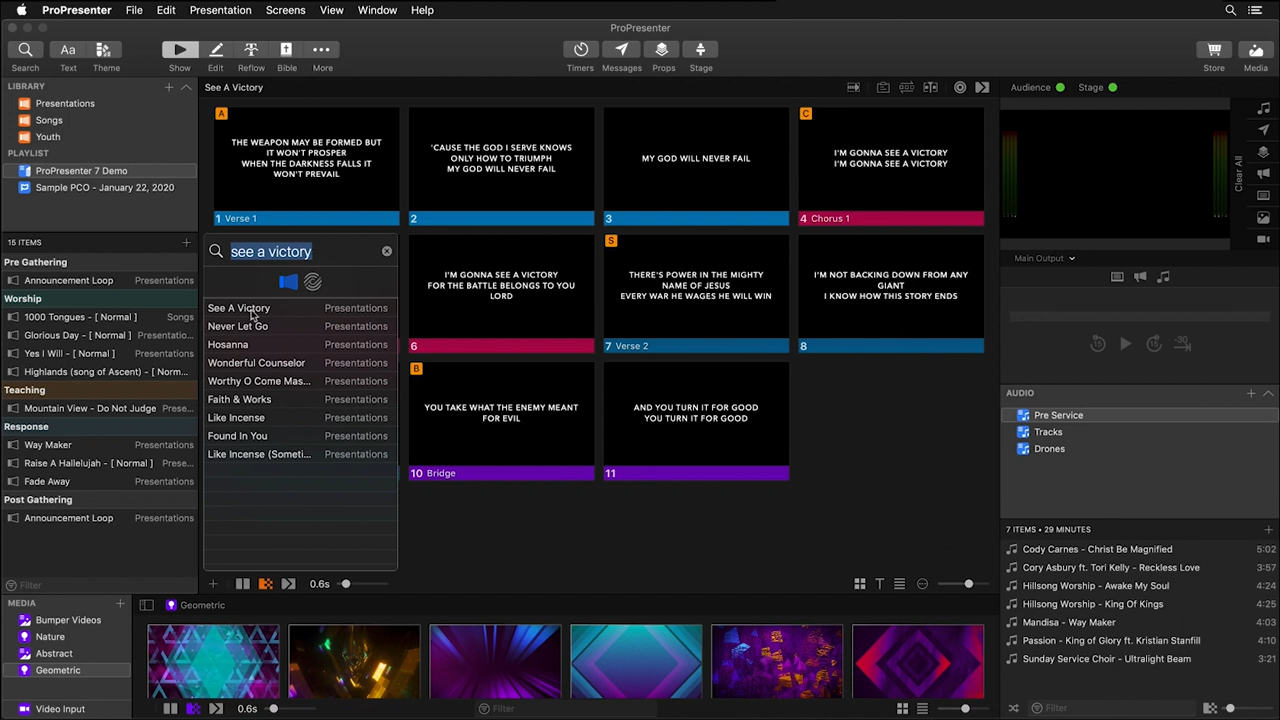 ProPresenter File Edit Presentation Screens View Window Help
ProPresenter
Search Text Theme Show Edit Reflow Bible More Timers Messages Props Stage Store Media
LIBRARY
Presentations
Songs
Youth
PLAYLIST
ProPresenter 7 Demo
Sample PCO - January 22, 2020
15 ITEMS
Pre Gathering
Announcement Loop Presentations
Worship
1000 Tongues - [ Normal ] Songs
Glorious Day - [ Normal ] Presentatio...
Yes I Will - [ Normal ] Presentations
Highlands (song of Ascent) - [ Norm...
Teaching
Mountain View - Do Not Judge Prese...
Response
Way Maker Presentations
Raise A Hallelujah - [ Normal ] Prese...
Fade Away Presentations
Post Gathering
Announcement Loop Presentations
Filter
MEDIA
Bumper Videos
Nature
Abstract
Geometric
Video Input
See A Victory
A
THE WEAPON MAY BE FORMED BUT
IT WON'T PROSPER
WHEN THE DARKNESS FALLS IT
WON'T PREVAIL
1 Verse 1
'CAUSE THE GOD I SERVE KNOWS
ONLY HOW TO TRIUMPH
MY GOD WILL NEVER FAIL
2
MY GOD WILL NEVER FAIL
3
C
I'M GONNA SEE A VICTORY
I'M GONNA SEE A VICTORY
4 Chorus 1
see a victory
See A Victory Presentations
Never Let Go Presentations
Hosanna Presentations
Wonderful Counselor Presentations
Worthy O Come Mas... Presentations
Faith & Works Presentations
Like Incense Presentations
Found In You Presentations
Like Incense (Someti... Presentations
I'M GONNA SEE A VICTORY
FOR THE BATTLE BELONGS TO YOU
LORD
6
S
THERE'S POWER IN THE MIGHTY
NAME OF JESUS
EVERY WAR HE WAGES HE WILL WIN
7 Verse 2
I'M NOT BACKING DOWN FROM ANY
GIANT
I KNOW HOW THIS STORY ENDS
8
B
YOU TAKE WHAT THE ENEMY MEANT
FOR EVIL
10 Bridge
AND YOU TURN IT FOR GOOD
YOU TURN IT FOR GOOD
11
0.6s
Geometric
0.6s
Filter
Audience Stage
Clear All
Main Output
15 15 -30
AUDIO
Pre Service
Tracks
Drones
7 ITEMS • 29 MINUTES
Cody Carnes - Christ Be Magnified 5:02
Cory Asbury ft. Tori Kelly - Reckless Love 3:57
Hillsong Worship - Awake My Soul 4:24
Hillsong Worship - King Of Kings 4:25
Mandisa - Way Maker 4:03
Passion - King of Glory ft. Kristian Stanfill 4:10
Sunday Service Choir - Ultralight Beam 3:21
Filter